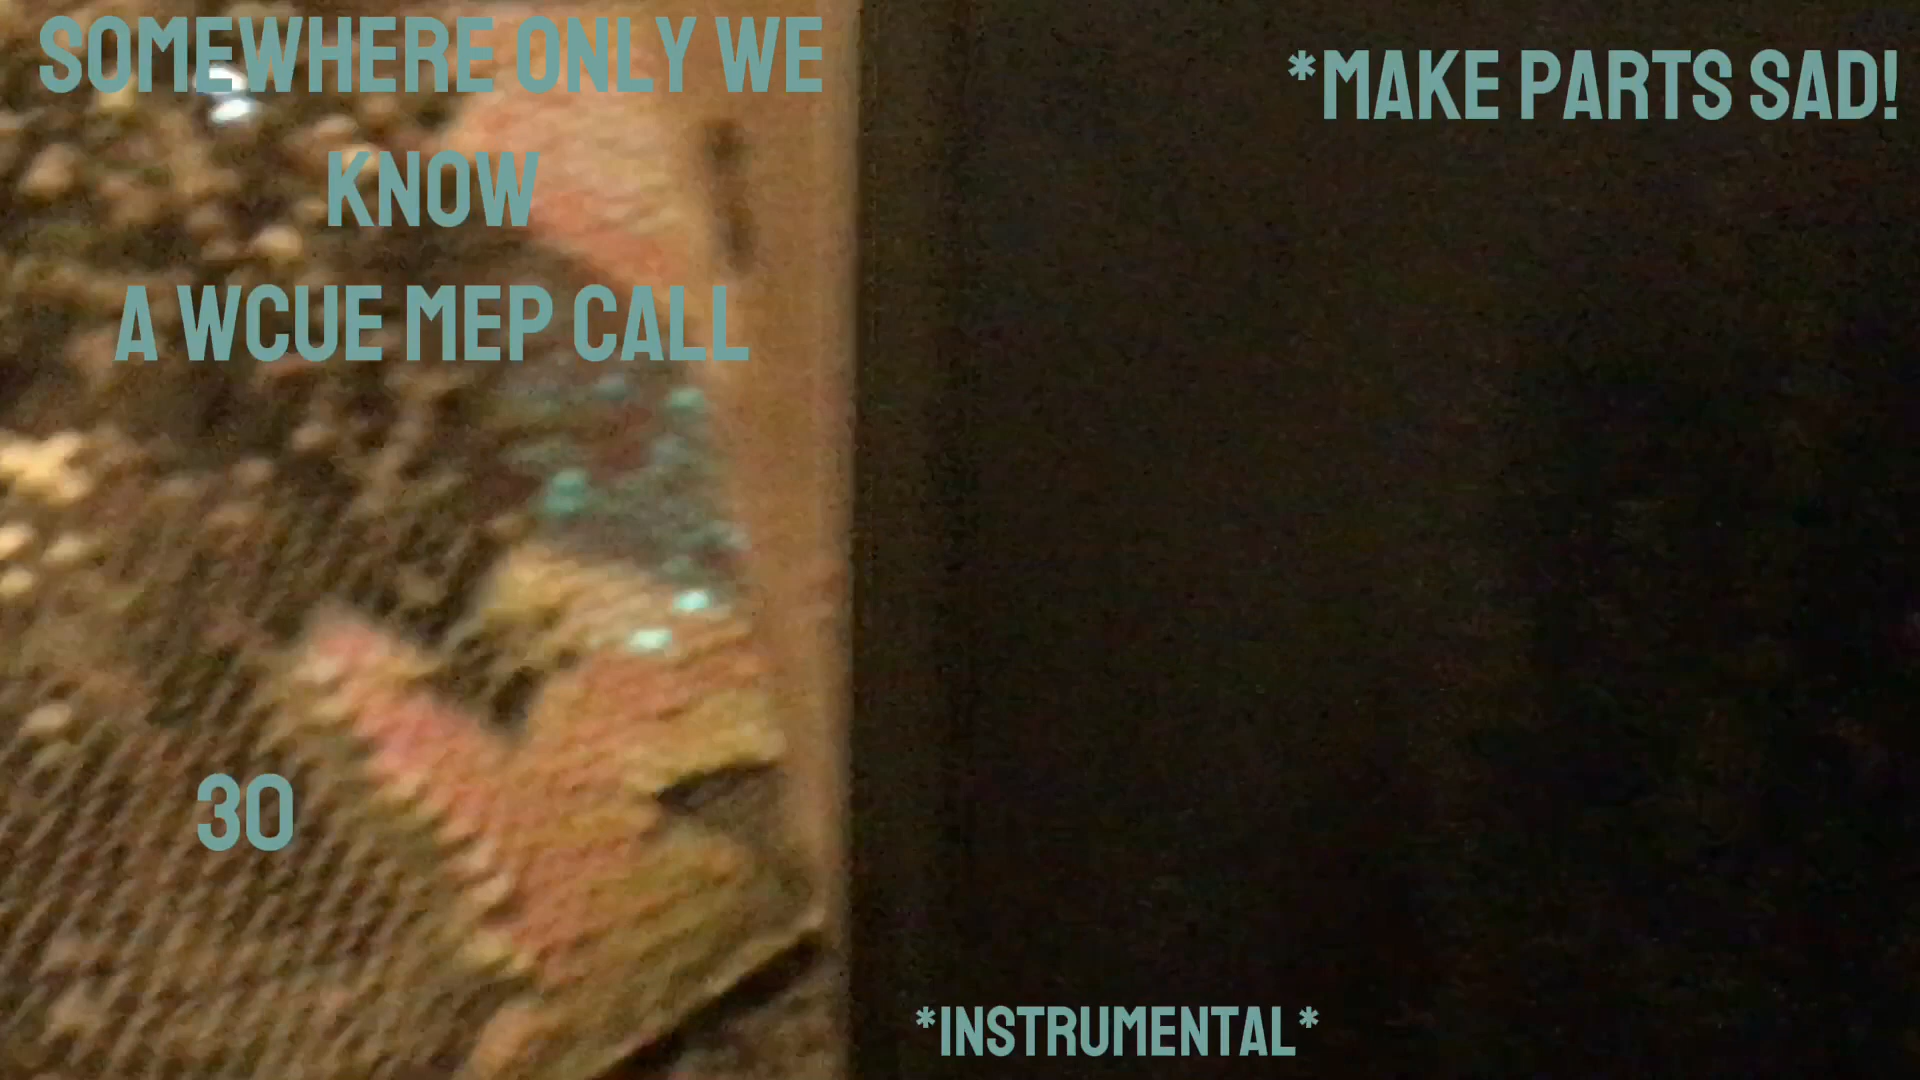 SOMEWHERE ONLY WE
KNOW
A WCUE MEP CALL
*MAKE PARTS SAD!
30
*INSTRUMENTAL*